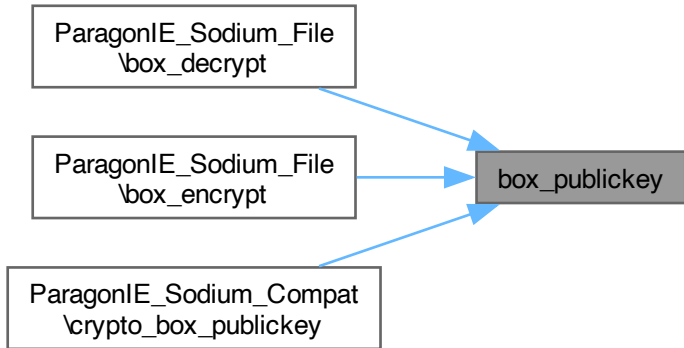 ParagonIE_Sodium_File
\box_decrypt
ParagonIE_Sodium_File
\box_encrypt
box_publickey
ParagonIE_Sodium_Compat
\crypto_box_publickey